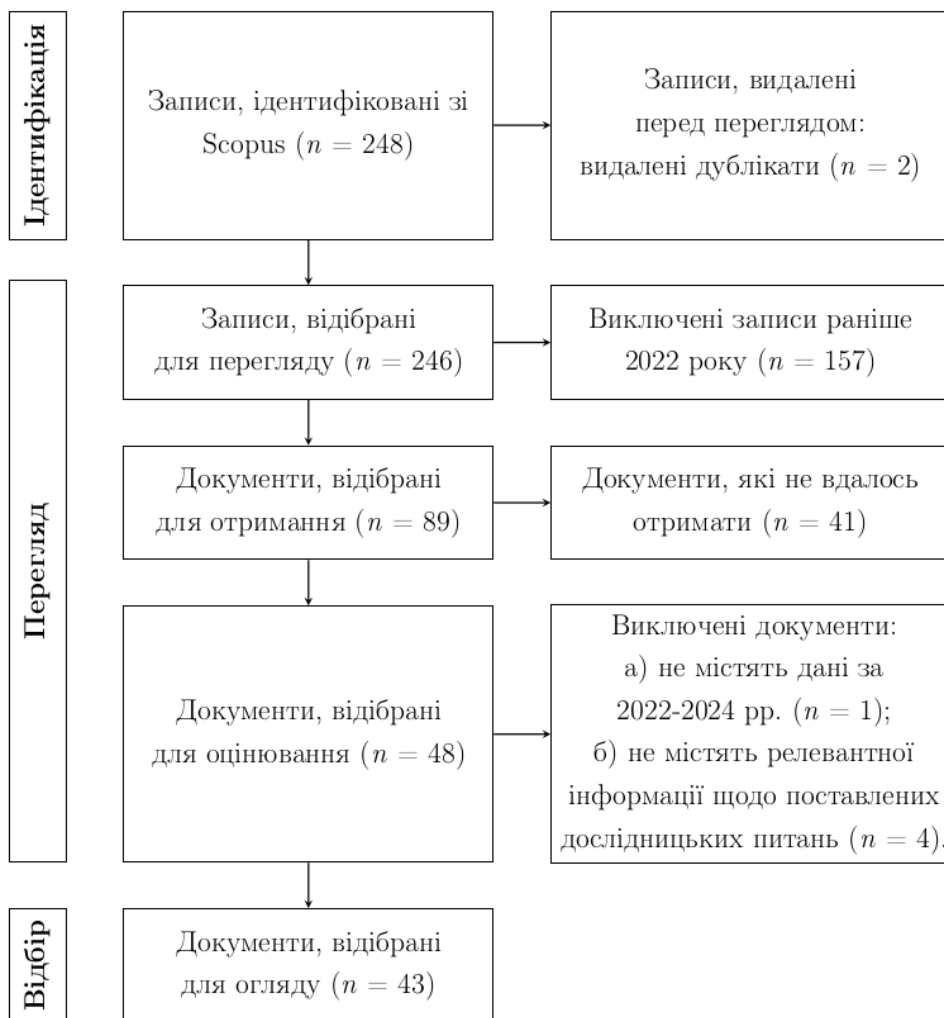 Ідентифікація
Записи, ідентифіковані зі
Scopus (n = 248)
Записи, видалені
перед переглядом:
видалені дублікати (n = 2)
Перегляд
Записи, відібрані
для перегляду (n = 246)
Виключені записи раніше
2022 року (n = 157)
Документи, відібрані
для отримання (n = 89)
Документи, які не вдалось
отримати (n = 41)
Документи, відібрані
для оцінювання (n = 48)
Виключені документи:
а) не містять дані за
2022-2024 рр. (n = 1);
б) не містять релевантної
інформації щодо поставлених
дослідницьких питань (n = 4).
Відбір
Документи, відібрані
для огляду (n = 43)